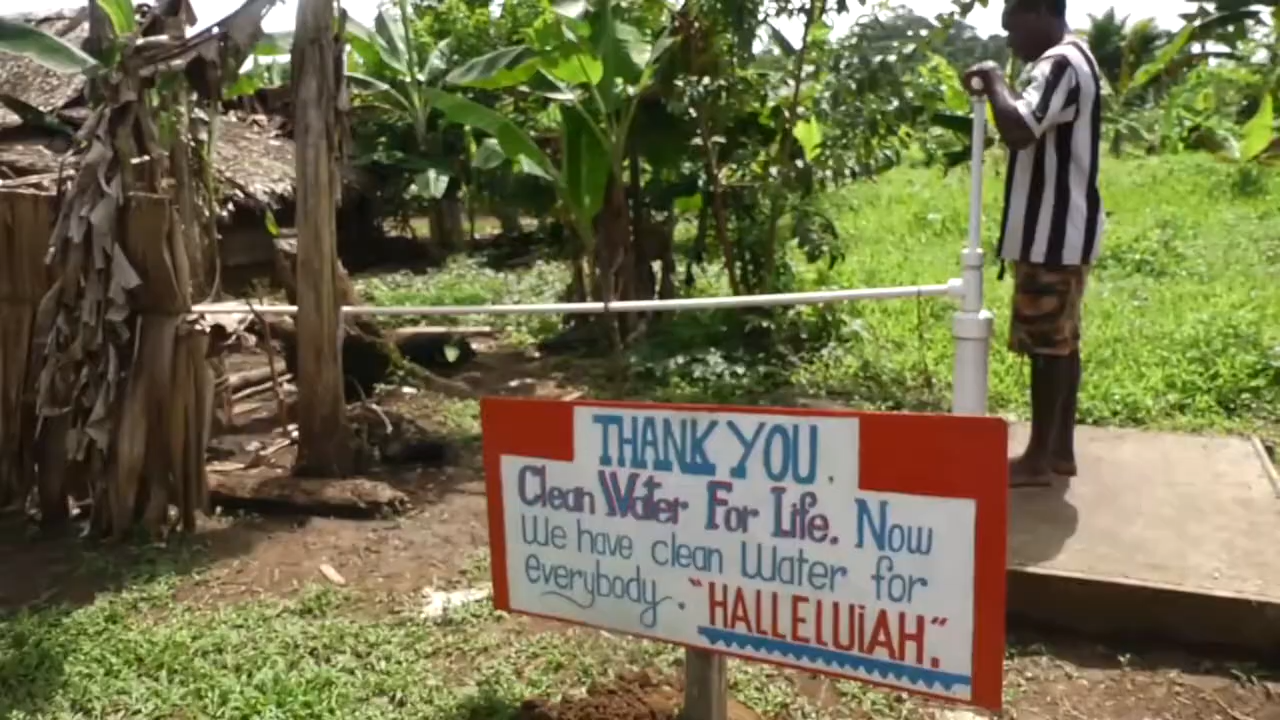 THANK YOU.
Clean Water For Life. Now
We have clean Water for
everybody. "HALLELUiAH".